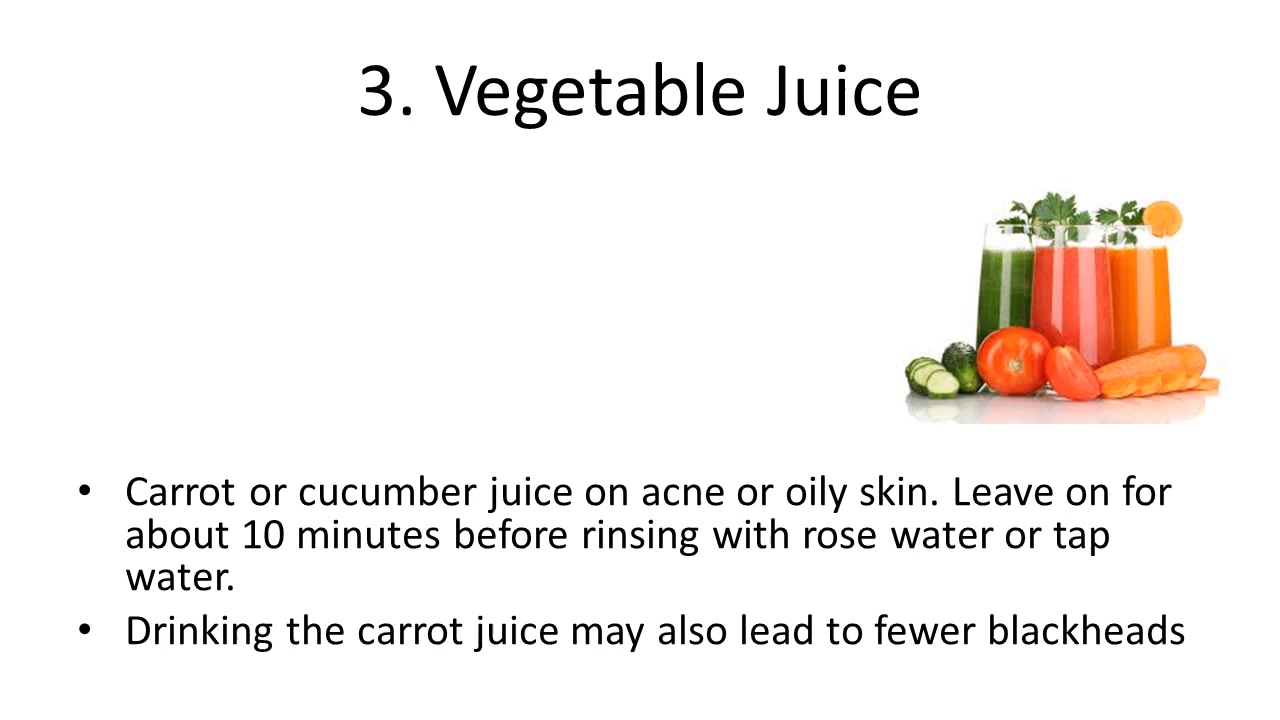 3. Vegetable Juice
• Carrot or cucumber juice on acne or oily skin. Leave on for
about 10 minutes before rinsing with rose water or tap
water.
• Drinking the carrot juice may also lead to fewer blackheads